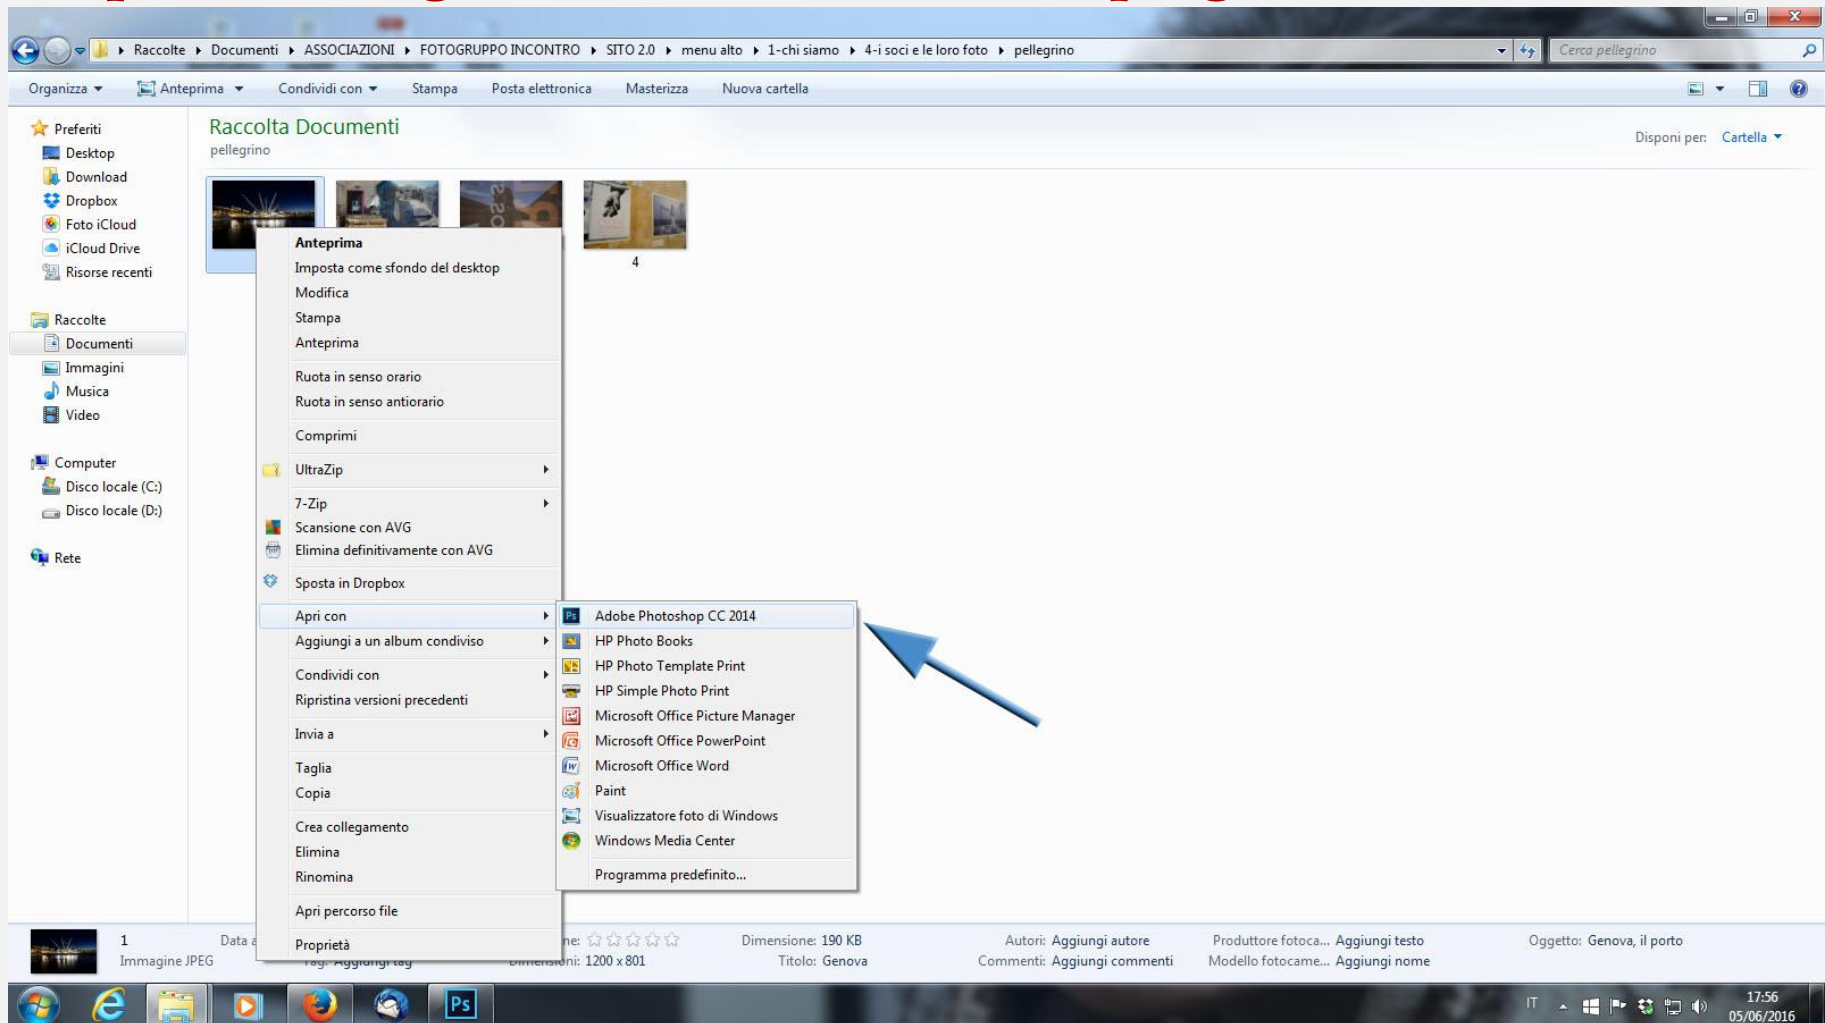 Raccolte ▸ Documenti ▸ ASSOCIAZIONI ▸ FOTOGRUPPO INCONTRO ▸ SITO 2.0 ▸ menu alto ▸ 1-chi siamo ▸ 4-i soci e le loro foto ▸ pellegrino
Cerca pellegrino
Organizza Anteprima Condividi con Stampa Posta elettronica Masterizza Nuova cartella
Preferiti
Desktop
Download
Dropbox
Foto iCloud
iCloud Drive
Risorse recenti
Raccolte
Documenti
Immagini
Musica
Video
Computer
Disco locale (C:)
Disco locale (D:)
Rete
Raccolta Documenti
pellegrino
Disponi per: Cartella
4
Anteprima
Imposta come sfondo del desktop
Modifica
Stampa
Anteprima
Ruota in senso orario
Ruota in senso antiorario
Comprimi
UltraZip
7-Zip
Scansione con AVG
Elimina definitivamente con AVG
Sposta in Dropbox
Apri con
Aggiungi a un album condiviso
Condividi con
Ripristina versioni precedenti
Invia a
Taglia
Copia
Crea collegamento
Elimina
Rinomina
Apri percorso file
Proprietà
Adobe Photoshop CC 2014
HP Photo Books
HP Photo Template Print
HP Simple Photo Print
Microsoft Office Picture Manager
Microsoft Office PowerPoint
Microsoft Office Word
Paint
Visualizzatore foto di Windows
Windows Media Center
Programma predefinito...
1 Data a ne: Dimensione: 190 KB Autori: Aggiungi autore Produttore fotoca... Aggiungi testo Oggetto: Genova, il porto
Immagine JPEG Tag: Aggiungi tag Dimensioni: 1200 x 801 Titolo: Genova Commenti: Aggiungi commenti Modello fotocame... Aggiungi nome
Ps
IT
17:56
05/06/2016